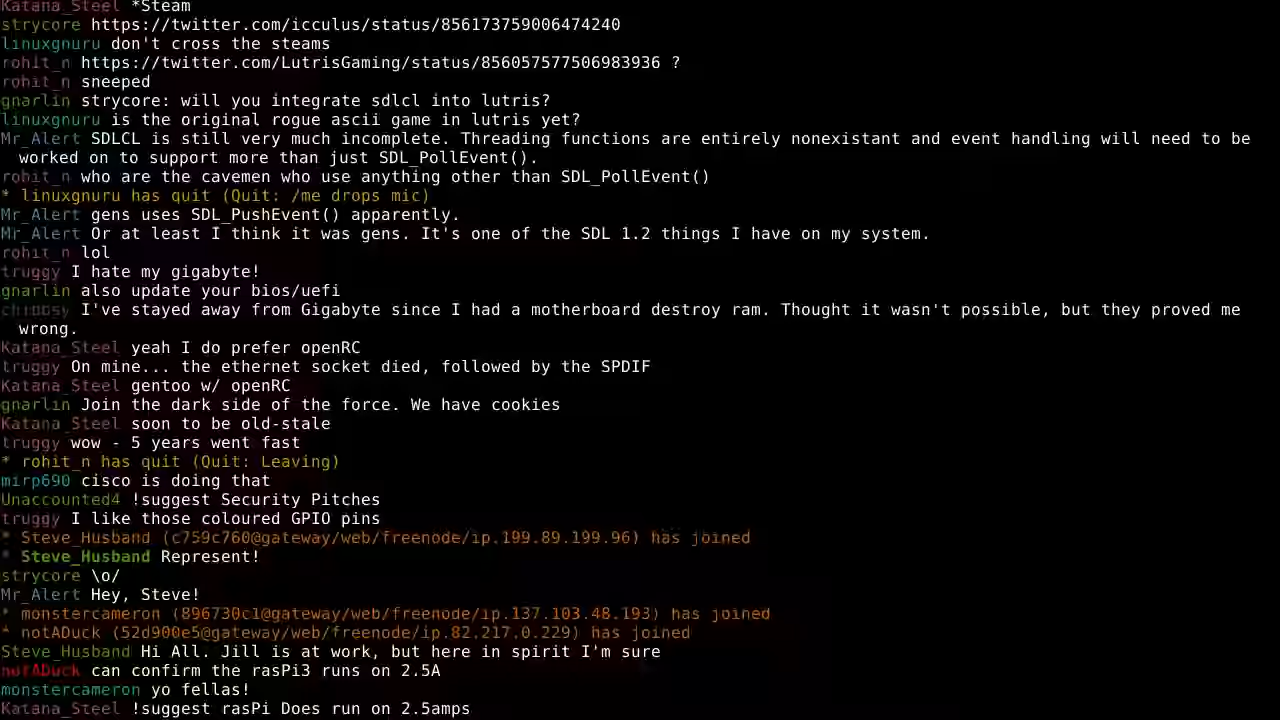 Katana_Steel *Steam
strycore https://twitter.com/icculus/status/856173759006474240
linuxgnuru don't cross the steams
rohit_n https://twitter.com/LutrisGaming/status/856057577506983936 ?
rohit_n sneeped
gnarlin strycore: will you integrate sdlcl into lutris?
linuxgnuru is the original rogue ascii game in lutris yet?
Mr_Alert SDLCL is still very much incomplete. Threading functions are entirely nonexistant and event handling will need to be
worked on to support more than just SDL_PollEvent().
rohit_n who are the cavemen who use anything other than SDL_PollEvent()
* linuxgnuru has quit (Quit: /me drops mic)
Mr_Alert gens uses SDL_PushEvent() apparently.
Mr_Alert Or at least I think it was gens. It's one of the SDL 1.2 things I have on my system.
rohit_n lol
truggy I hate my gigabyte!
gnarlin also update your bios/uefi
I've stayed away from Gigabyte since I had a motherboard destroy ram. Thought it wasn't possible, but they proved me
wrong.
Katana_Steel yeah I do prefer openRC
truggy On mine... the ethernet socket died, followed by the SPDIF
Katana_Steel gentoo w/ openRC
gnarlin Join the dark side of the force. We have cookies
Katana_Steel soon to be old-stale
truggy wow - 5 years went fast
* rohit_n has quit (Quit: Leaving)
mirp690 cisco is doing that
Unaccounted4 !suggest Security Pitches
truggy I like those coloured GPIO pins
* Steve_Husband (c759c760@gateway/web/freenode/ip.199.89.199.96) has joined
* Steve_Husband Represent!
strycore \o/
Mr_Alert Hey, Steve!
* monstercameron (896730c1@gateway/web/freenode/ip.137.103.48.193) has joined
* notADuck (52d900e5@gateway/web/freenode/ip.82.217.0.229) has joined
Steve_Husband Hi All. Jill is at work, but here in spirit I'm sure
notADuck can confirm the rasPi3 runs on 2.5A
monstercameron yo fellas!
Katana_Steel !suggest rasPi Does run on 2.5amps